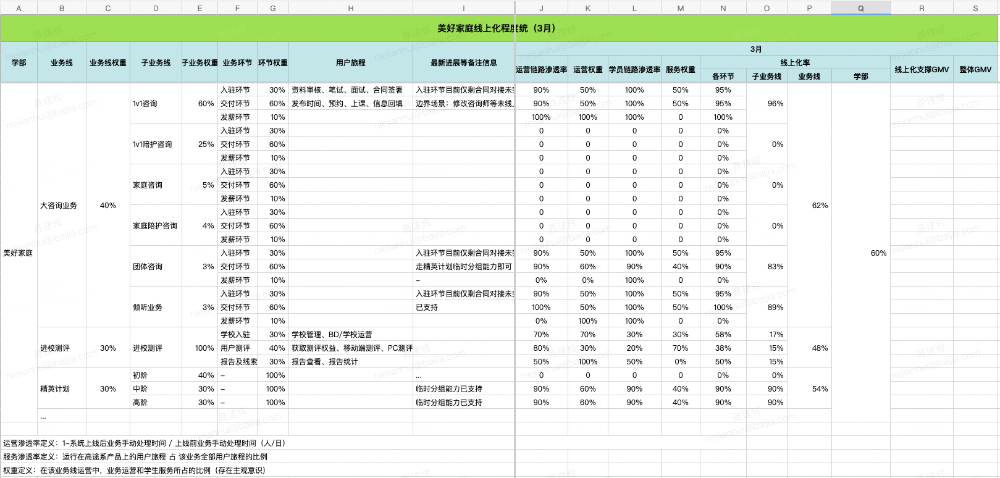 A B C D E F G H I J K L M N O P Q R S
美好家庭线上化程度统（3月）
学部 业务线 业务线权重 子业务线 子业务权重 业务环节 环节权重 用户旅程 最新进展等备注信息 3月
运营链路渗透率 运营权重 学员链路渗透率 服务权重 线上化率 线上化支撑GMV 整体GMV
各环节 子业务线 业务线 学部
美好家庭 大咨询业务 40% 1v1咨询 60% 入驻环节 30% 资料审核、笔试、面试、合同签署 入驻环节目前仅剩合同对接未 90% 50% 100% 50% 95% 96% 62% 60%
交付环节 60% 发布时间、预约、上课、信息回填 边界场景：修改咨询师等未线 90% 50% 100% 50% 95%
发薪环节 10% 100% 100% 100% 0 100%
1v1陪护咨询 25% 入驻环节 30% 0 0 0 0 0% 0%
交付环节 60% 0 0 0 0 0%
发薪环节 10% 0 0 0 0 0%
家庭咨询 5% 入驻环节 30% 0 0 0 0 0% 0%
交付环节 60% 0 0 0 0 0%
发薪环节 10% 0 0 0 0 0%
家庭陪护咨询 4% 入驻环节 30% 0 0 0 0 0% 0%
交付环节 60% 0 0 0 0 0%
发薪环节 10% 0 0 0 0 0%
团体咨询 3% 入驻环节 30% 入驻环节目前仅剩合同对接未 90% 50% 100% 50% 95% 83%
交付环节 60% 走精英计划临时分组能力即可 90% 60% 90% 40% 90%
发薪环节 10% – 0% 0% 100% 0 0%
倾听业务 3% 入驻环节 30% 入驻环节目前仅剩合同对接未 90% 50% 100% 50% 95% 89%
交付环节 60% 已支持 100% 50% 100% 50% 100%
发薪环节 10% 0% 100% 100% 0 0%
进校测评 30% 进校测评 100% 学校入驻 30% 学校管理、BD/学校运营 70% 70% 30% 30% 58% 17% 48%
用户测评 40% 获取测评权益、移动端测评、PC测评 80% 30% 20% 70% 38% 15%
报告及线索 30% 报告查看、报告统计 50% 100% 50% 0% 50% 15%
精英计划 30% 初阶 40% – 100% ... 0 0 0 0 0% 0% 54%
中阶 30% – 100% 临时分组能力已支持 90% 60% 90% 40% 90% 90%
高阶 30% – 100% 临时分组能力已支持 90% 60% 90% 40% 90% 90%
...
运营渗透率定义：1–系统上线后业务手动处理时间 / 上线前业务手动处理时间（人/日）
服务渗透率定义：运行在高途系产品上的用户旅程 占 该业务全部用户旅程的比例
权重定义：在该业务线运营中，业务运营和学生服务所占的比例（存在主观意识）
聂建辉
niejianhui@baijia.com